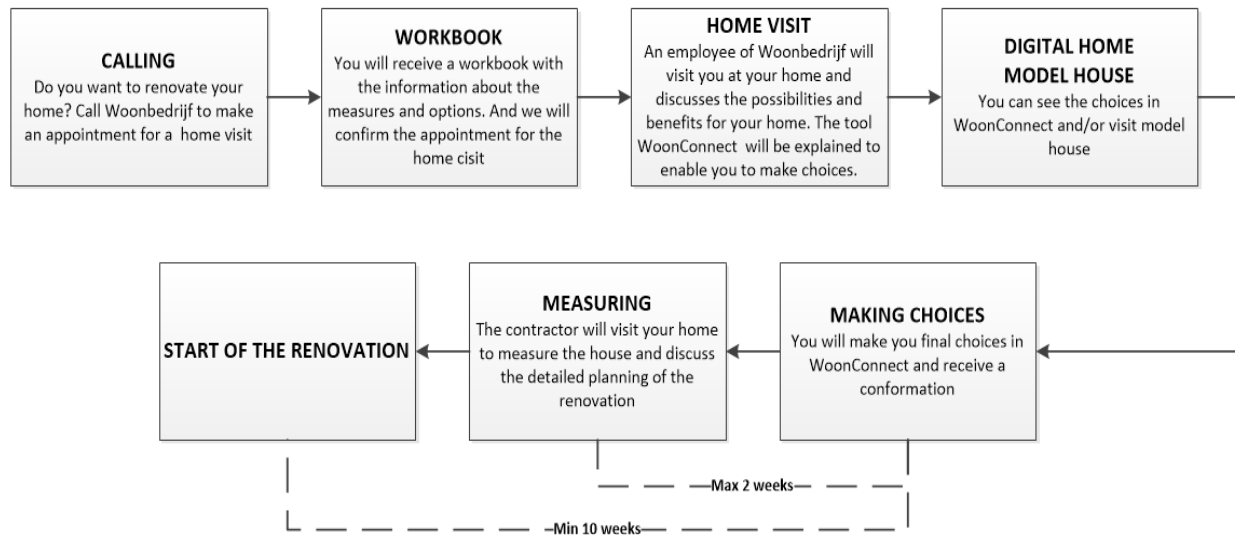 CALLING
Do you want to renovate your
home? Call Woonbedrijf to make
an appointment for a home visit
WORKBOOK
You will receive a workbook with
the information about the
measures and options. And we will
confirm the appointment for the
home cisit
HOME VISIT
An employee of Woonbedrijf will
visit you at your home and
discusses the possibilities and
benefits for your home. The tool
WoonConnect will be explained to
enable you to make choices.
DIGITAL HOME
MODEL HOUSE
You can see the choices in
WoonConnect and/or visit model
house
START OF THE RENOVATION
MEASURING
The contractor will visit your home
to measure the house and discuss
the detailed planning of the
renovation
MAKING CHOICES
You will make you final choices in
WoonConnect and receive a
conformation
Max 2 weeks
Min 10 weeks